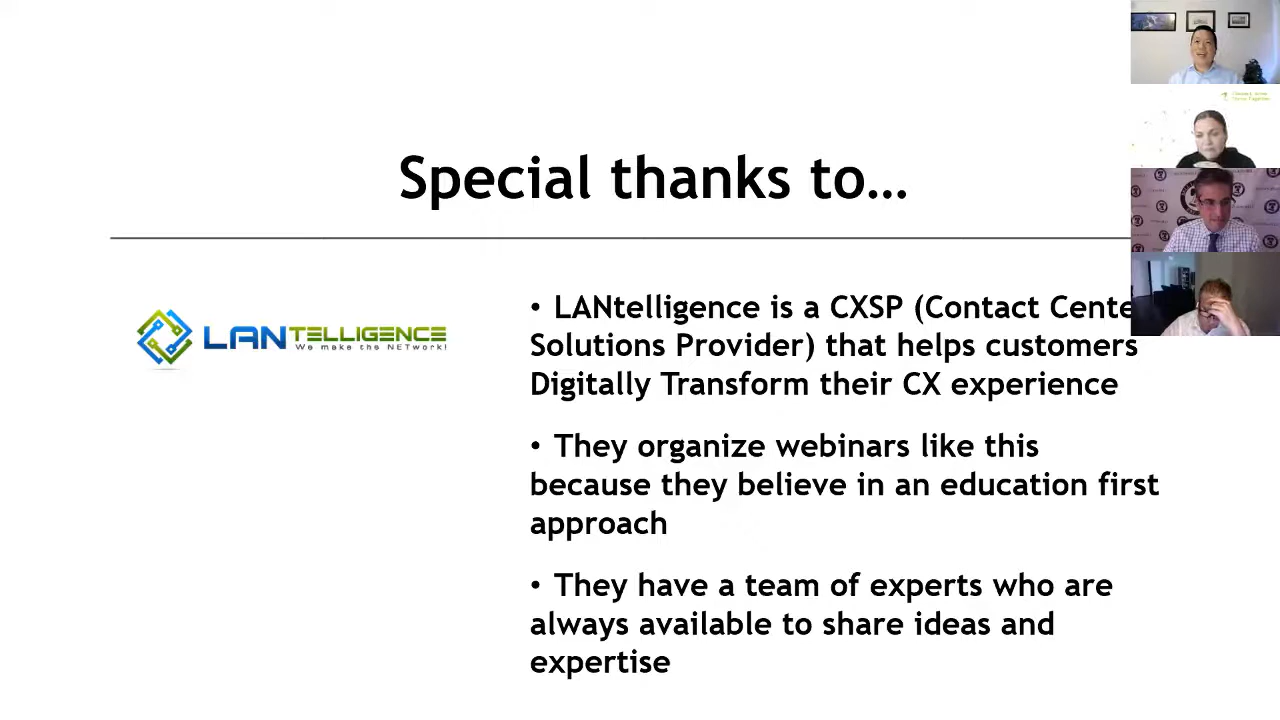 Special thanks to…
LANTELLIGENCE
We make the NETwork!
• LANtelligence is a CXSP (Contact Cente
Solutions Provider) that helps customers
Digitally Transform their CX experience
• They organize webinars like this
because they believe in an education first
approach
• They have a team of experts who are
always available to share ideas and
expertise